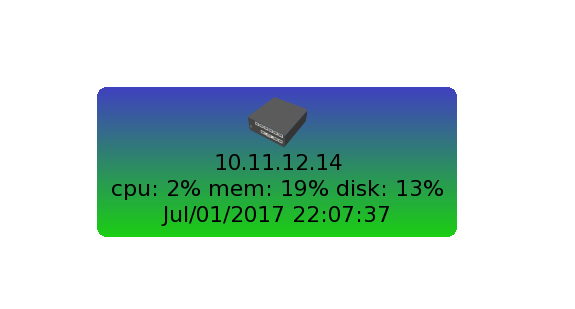 10.11.12.14
cpu: 2% mem: 19% disk: 13%
Jul/01/2017 22:07:37